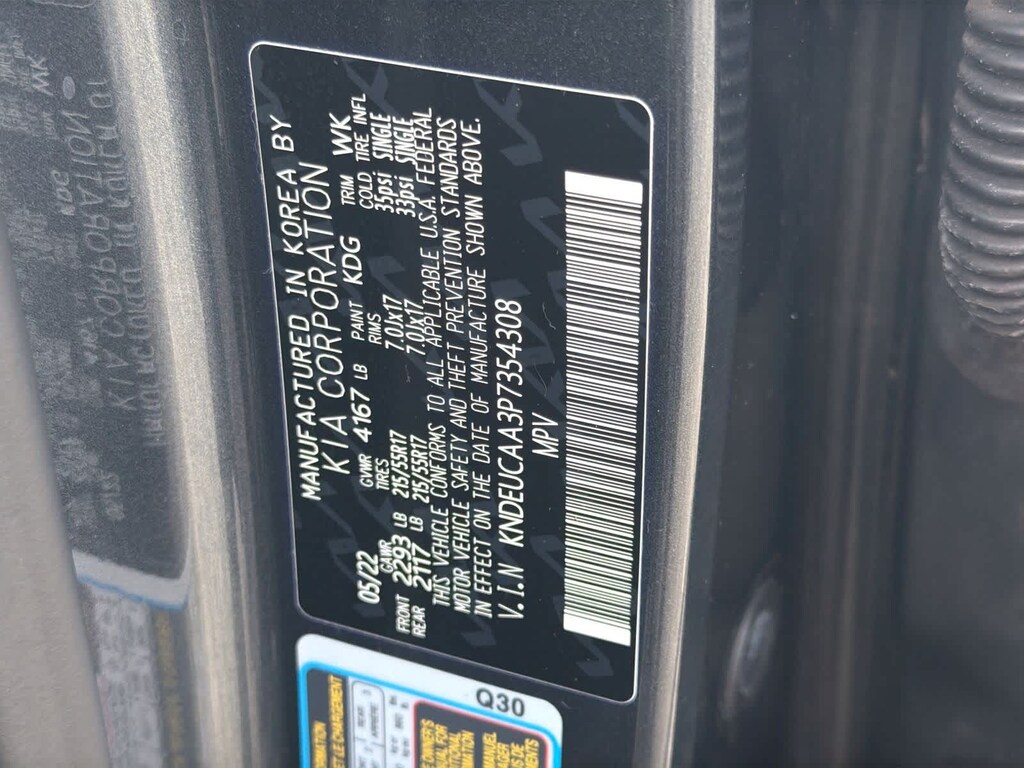 MANUFACTURED IN KOREA BY
KIA CORPORATION
05/22 GVWR 4167 LB PAINT KDG TRIM WK
GAWR TIRES RIMS COLD TIRE INFL
FRONT 2293 LB 215/55R17 7.0Jx17 35psi SINGLE
REAR 2117 LB 215/55R17 7.0Jx17 33psi SINGLE
THIS VEHICLE CONFORMS TO ALL APPLICABLE U.S.A. FEDERAL
MOTOR VEHICLE SAFETY AND THEFT PREVENTION STANDARDS
IN EFFECT ON THE DATE OF MANUFACTURE SHOWN ABOVE.
V.I.N KNDEUCAA3P7354308
MPV
Q30